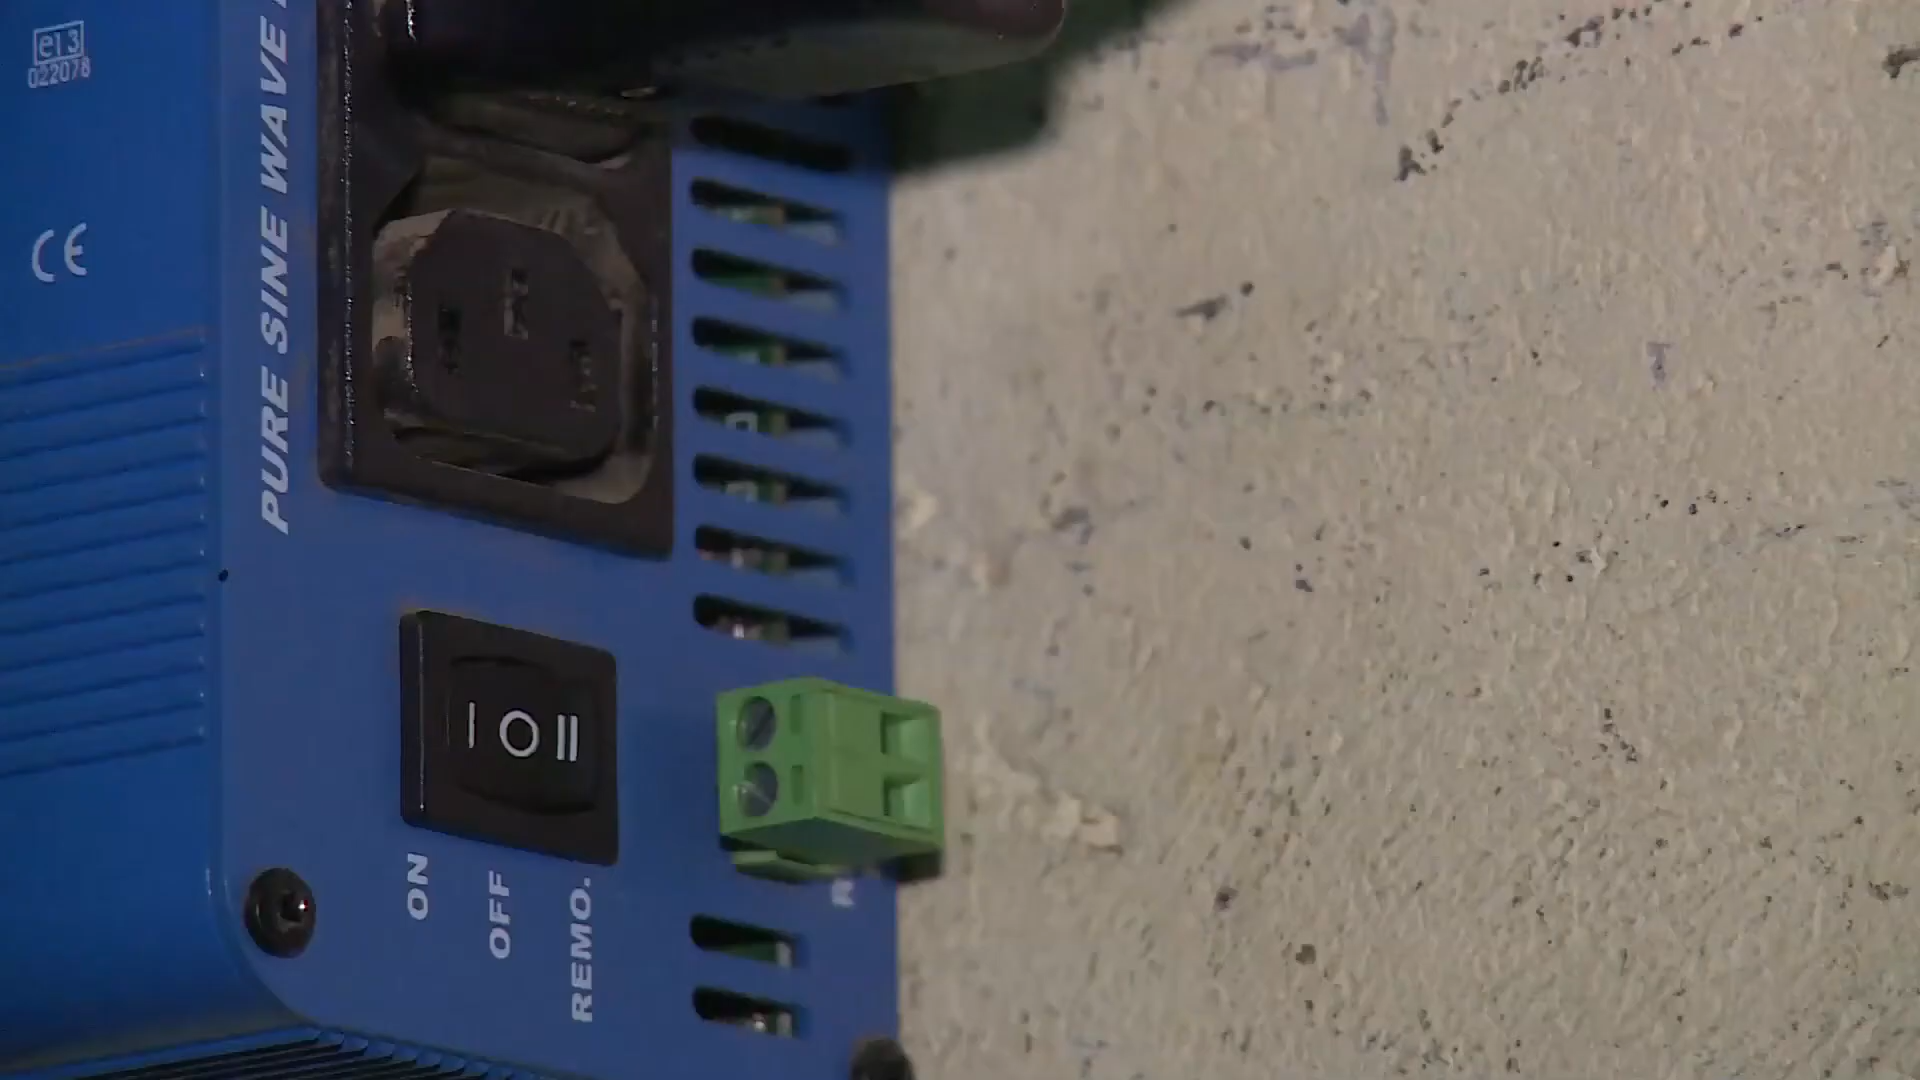 e13
022078
CE
PURE SINE WAVE
I O II
ON
OFF
REMO.
R